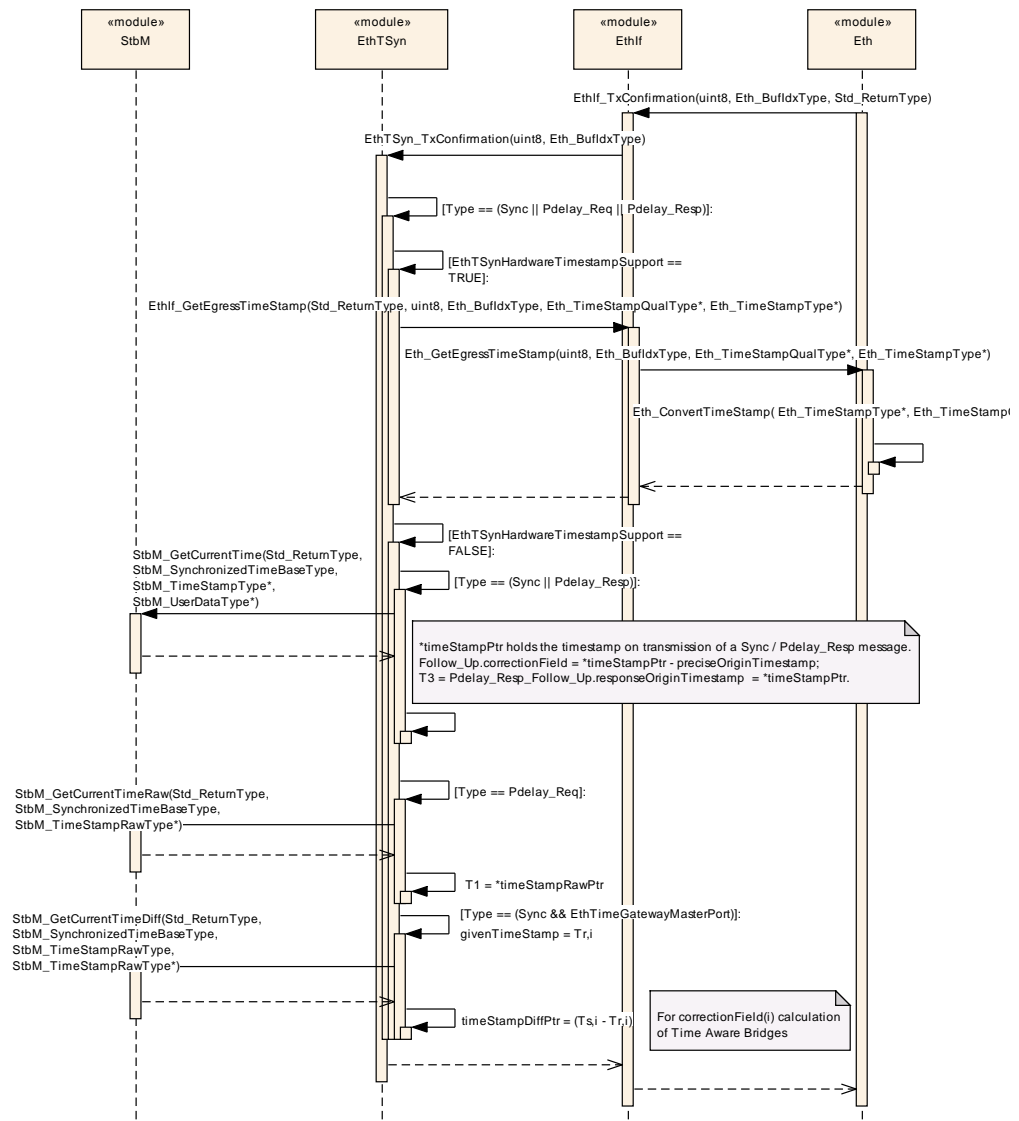 «module»
StbM
«module»
EthTSyn
«module»
EthIf
«module»
Eth
EthIf_TxConfirmation(uint8, Eth_BufIdxType, Std_ReturnType)
EthTSyn_TxConfirmation(uint8, Eth_BufIdxType)
[Type == (Sync || Pdelay_Req || Pdelay_Resp)]:
[EthTSynHardwareTimestampSupport ==
TRUE]:
EthIf_GetEgressTimeStamp(Std_ReturnType, uint8, Eth_BufIdxType, Eth_TimeStampQualType*, Eth_TimeStampType*)
Eth_GetEgressTimeStamp(uint8, Eth_BufIdxType, Eth_TimeStampQualType*, Eth_TimeStampType*)
Eth_ConvertTimeStamp( Eth_TimeStampType*, Eth_TimeStamp
[EthTSynHardwareTimestampSupport ==
FALSE]:
StbM_GetCurrentTime(Std_ReturnType,
StbM_SynchronizedTimeBaseType,
StbM_TimeStampType*,
StbM_UserDataType*)
[Type == (Sync || Pdelay_Resp)]:
*timeStampPtr holds the timestamp on transmission of a Sync / Pdelay_Resp message.
Follow_Up.correctionField = *timeStampPtr - preciseOriginTimestamp;
T3 = Pdelay_Resp_Follow_Up.responseOriginTimestamp = *timeStampPtr.
[Type == Pdelay_Req]:
StbM_GetCurrentTimeRaw(Std_ReturnType,
StbM_SynchronizedTimeBaseType,
StbM_TimeStampRawType*)
T1 = *timeStampRawPtr
[Type == (Sync && EthTimeGatewayMasterPort)]:
givenTimeStamp = Tr,i
StbM_GetCurrentTimeDiff(Std_ReturnType,
StbM_SynchronizedTimeBaseType,
StbM_TimeStampRawType,
StbM_TimeStampRawType*)
timeStampDiffPtr = (Ts,i - Tr,i)
For correctionField(i) calculation
of Time Aware Bridges